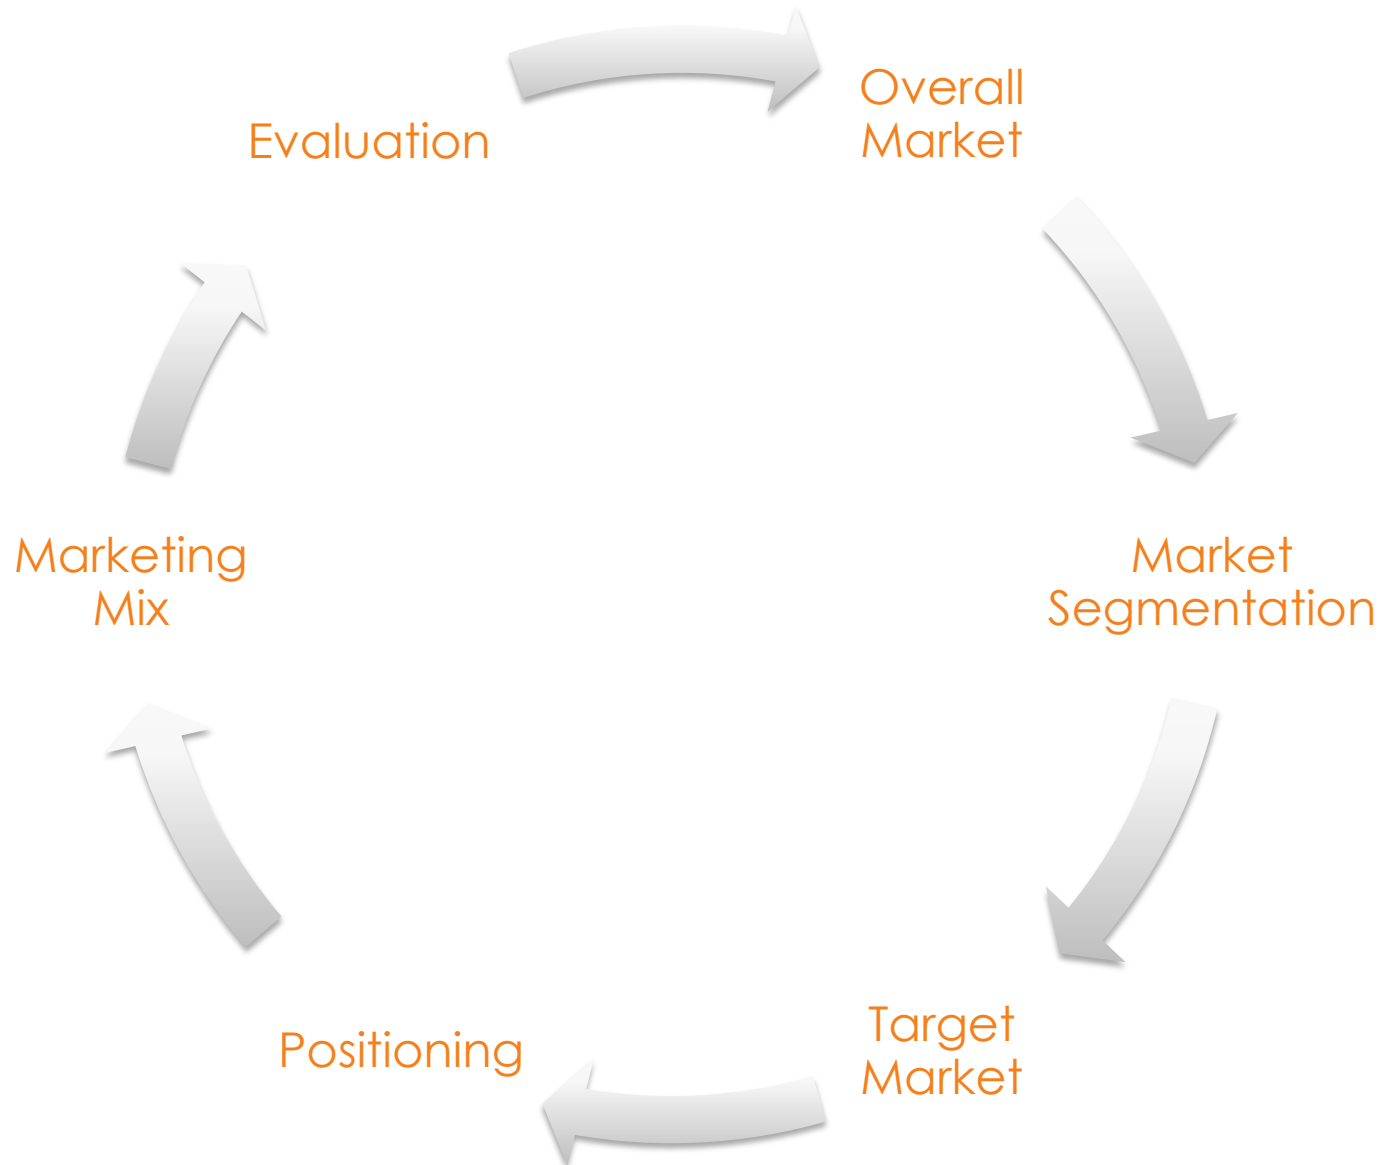 Overall
Market
Market
Segmentation
Target
Market
Positioning
Marketing
Mix
Evaluation